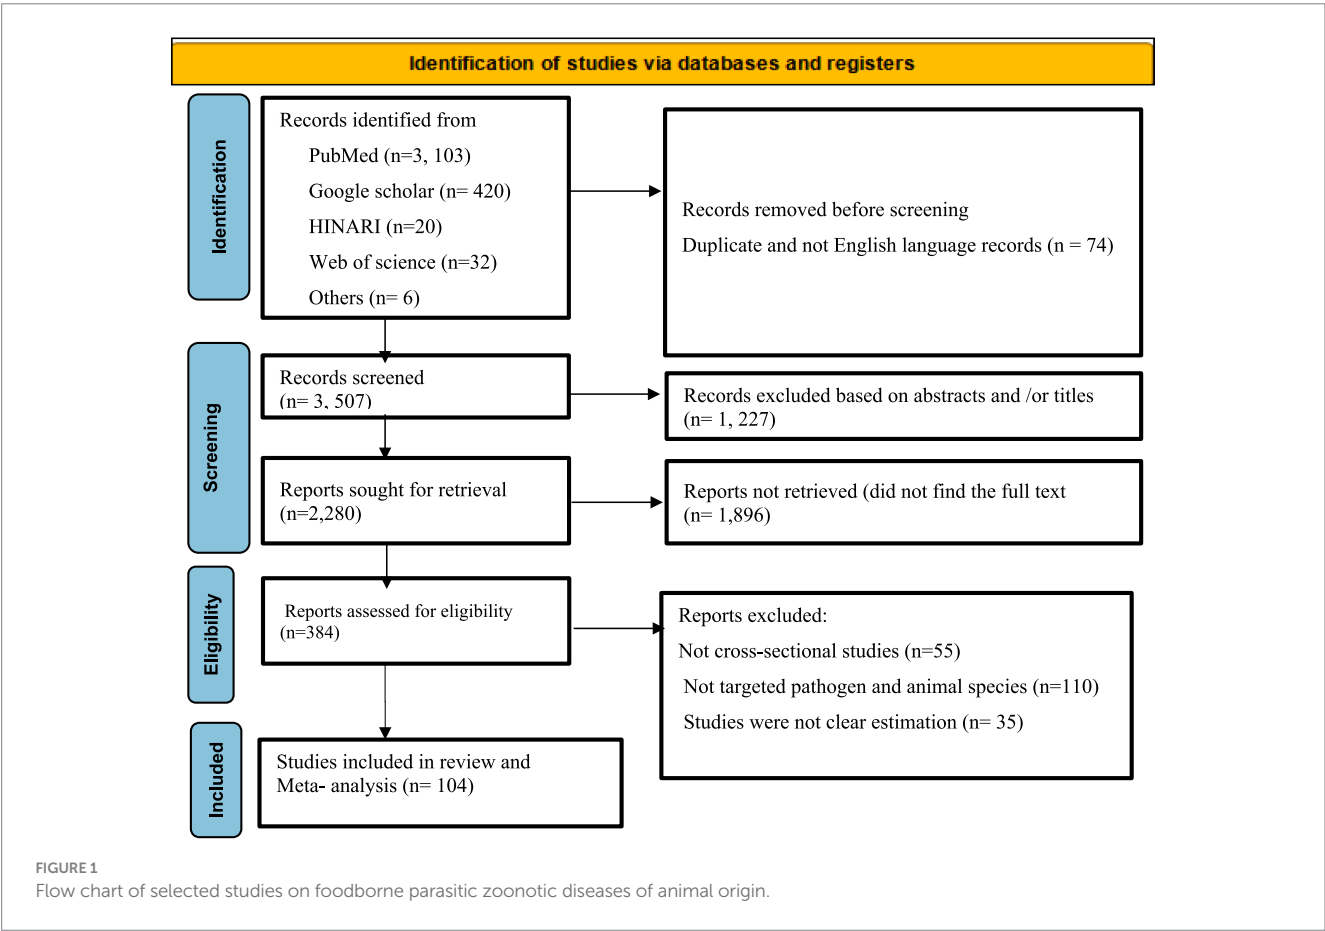 Identification of studies via databases and registers
Identification
Records identified from
PubMed (n=3, 103)
Google scholar (n= 420)
HINARI (n=20)
Web of science (n=32)
Others (n= 6)
Records removed before screening
Duplicate and not English language records (n = 74)
Screening
Records screened
(n= 3, 507)
Records excluded based on abstracts and /or titles
(n= 1, 227)
Reports sought for retrieval
(n=2,280)
Reports not retrieved (did not find the full text
(n= 1,896)
Eligibility
Reports assessed for eligibility
(n=384)
Reports excluded:
Not cross-sectional studies (n=55)
Not targeted pathogen and animal species (n=110)
Studies were not clear estimation (n= 35)
Included
Studies included in review and
Meta- analysis (n= 104)
FIGURE 1
Flow chart of selected studies on foodborne parasitic zoonotic diseases of animal origin.